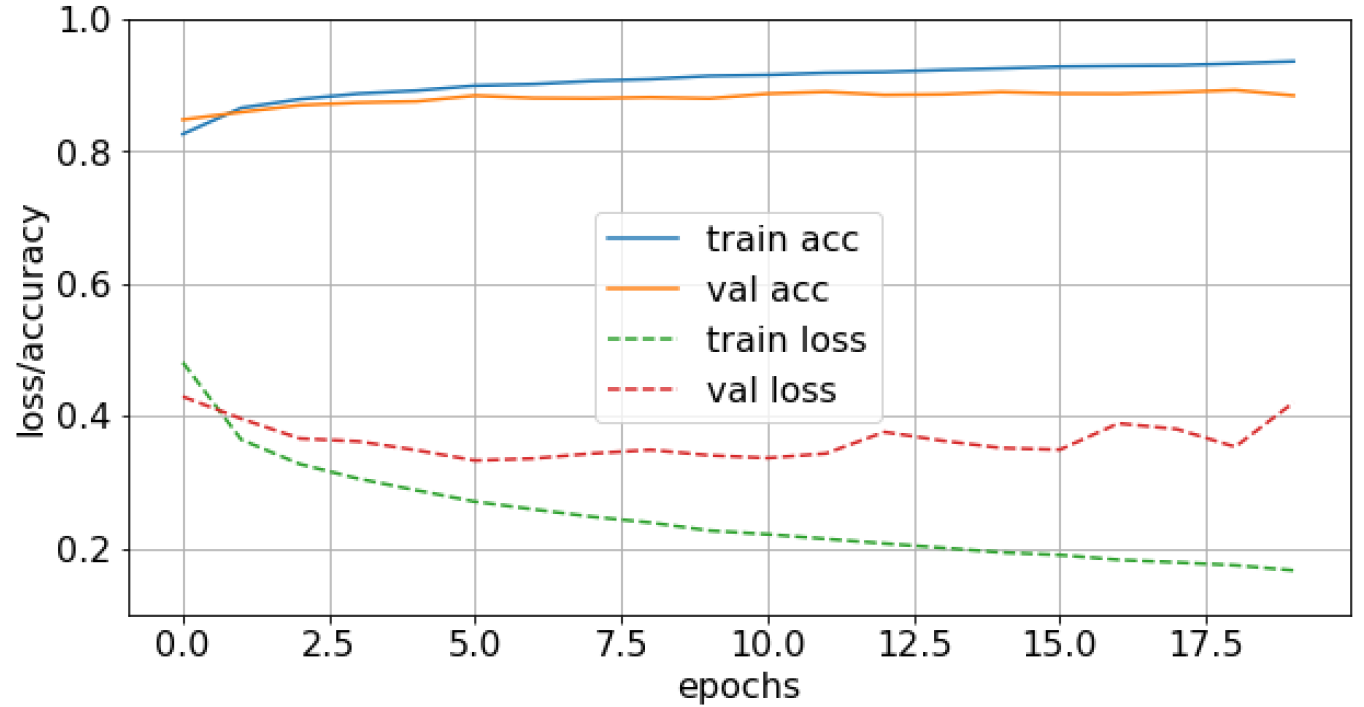 1.0
0.8
0.6
0.4
0.2
loss/accuracy
train acc
val acc
train loss
val loss
0.0 2.5 5.0 7.5 10.0 12.5 15.0 17.5
epochs